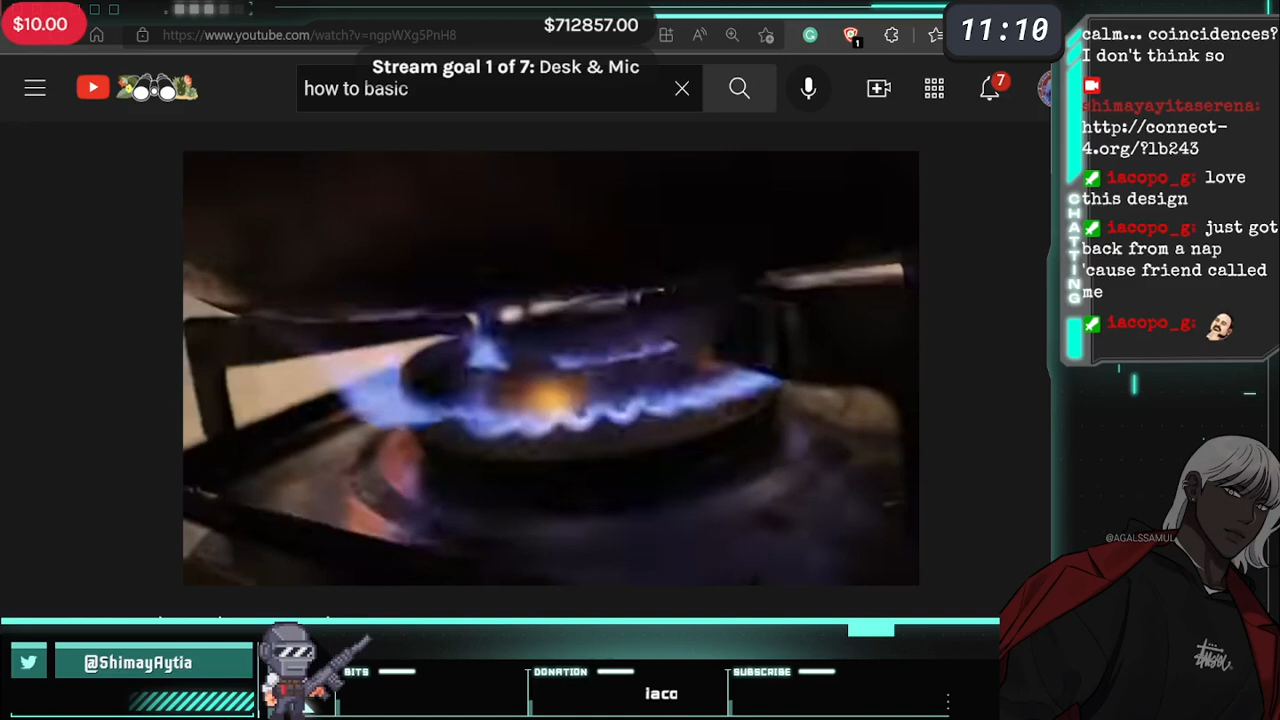 $10.00
$712857.00
11:10
https://www.youtube.com/watch?v=ngpWXg5PnH8
Stream goal 1 of 7: Desk & Mic
how to basic
7
1
calm... coincidences?
I don't think so
shimayayitaserena:
http://connect-
4.org/?lb243
iacopo_g: love
this design
iacopo_g: just got
back from a nap
'cause friend called
me
iacopo_g:
CHATTING
@AGALSSAMUL
@ShimayAytia
BITS
DONATION
SUBSCRIBE
iaco